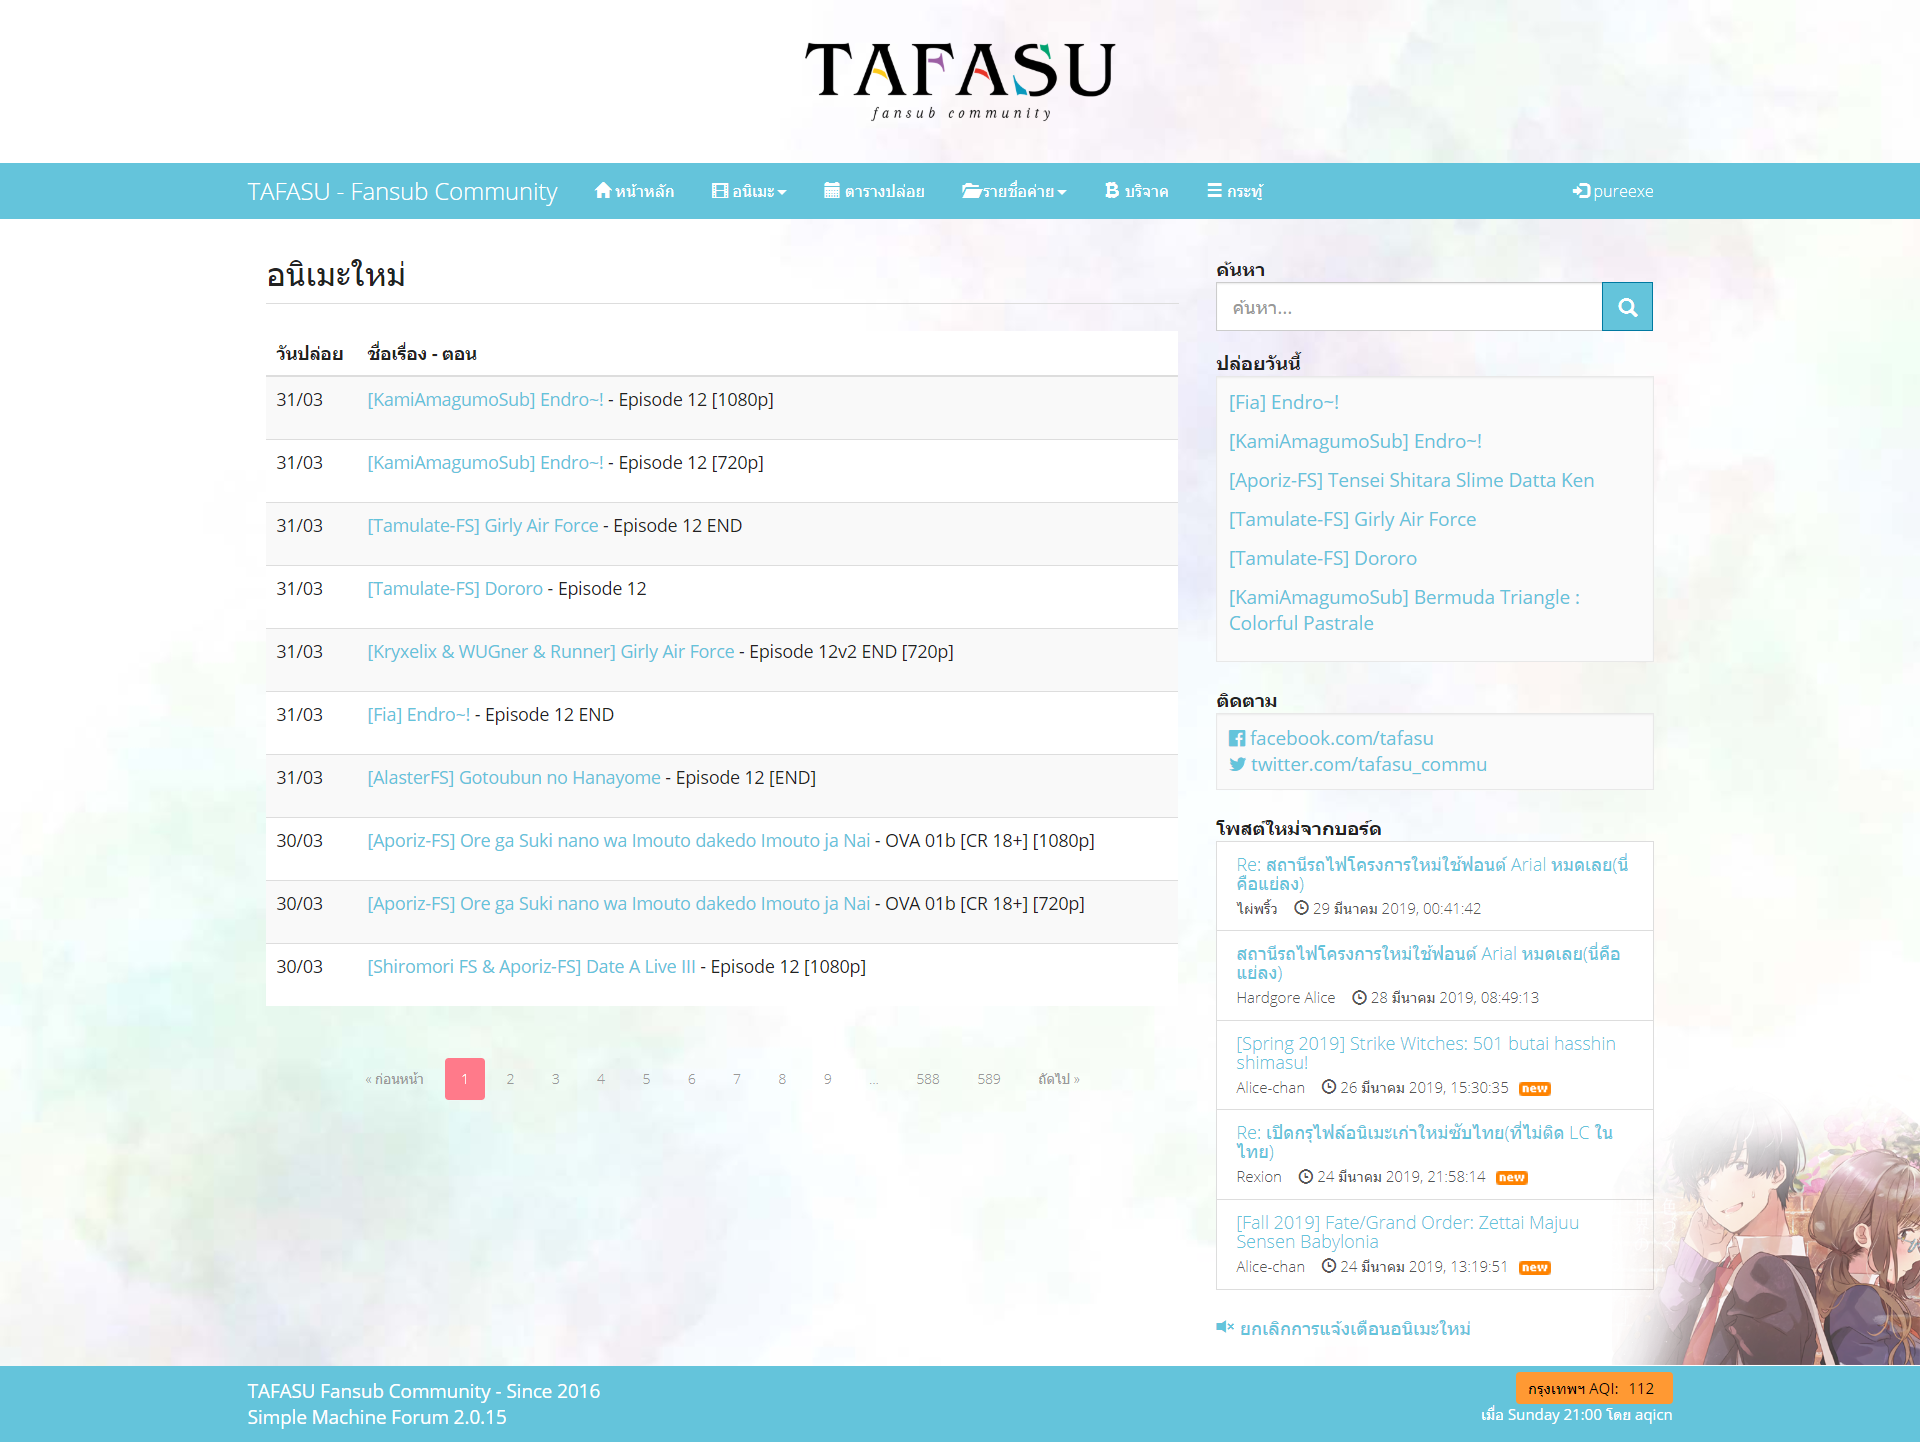 TAFASU
fansub community
TAFASU - Fansub Community
หน้าหลัก
อนิเมะ
ตารางปล่อย
รายชื่อค่าย
บริจาค
กระทู้
pureexe
อนิเมะใหม่
วันปล่อย ชื่อเรื่อง - ตอน
31/03 [KamiAmagumoSub] Endro~! - Episode 12 [1080p]
31/03 [KamiAmagumoSub] Endro~! - Episode 12 [720p]
31/03 [Tamulate-FS] Girly Air Force - Episode 12 END
31/03 [Tamulate-FS] Dororo - Episode 12
31/03 [Kryxelix & WUGner & Runner] Girly Air Force - Episode 12v2 END [720p]
31/03 [Fia] Endro~! - Episode 12 END
31/03 [AlasterFS] Gotoubun no Hanayome - Episode 12 [END]
30/03 [Aporiz-FS] Ore ga Suki nano wa Imouto dakedo Imouto ja Nai - OVA 01b [CR 18+] [1080p]
30/03 [Aporiz-FS] Ore ga Suki nano wa Imouto dakedo Imouto ja Nai - OVA 01b [CR 18+] [720p]
30/03 [Shiromori FS & Aporiz-FS] Date A Live III - Episode 12 [1080p]
« ก่อนหน้า 1 2 3 4 5 6 7 8 9 ... 588 589 ถัดไป »
ค้นหา
ค้นหา...
ปล่อยวันนี้
[Fia] Endro~!
[KamiAmagumoSub] Endro~!
[Aporiz-FS] Tensei Shitara Slime Datta Ken
[Tamulate-FS] Girly Air Force
[Tamulate-FS] Dororo
[KamiAmagumoSub] Bermuda Triangle :
Colorful Pastrale
ติดตาม
facebook.com/tafasu
twitter.com/tafasu_commu
โพสต์ใหม่จากบอร์ด
Re: สถานีรถไฟโครงการใหม่ใช้ฟอนต์ Arial หมดเลย(นี่
คือแย่ลง)
ไผ่พริ้ว 29 มีนาคม 2019, 00:41:42
สถานีรถไฟโครงการใหม่ใช้ฟอนต์ Arial หมดเลย(นี่คือ
แย่ลง)
Hardgore Alice 28 มีนาคม 2019, 08:49:13
[Spring 2019] Strike Witches: 501 butai hasshin
shimasu!
Alice-chan 26 มีนาคม 2019, 15:30:35 new
Re: เปิดกรุไฟล์อนิเมะเก่าใหม่ซับไทย(ที่ไม่ติด LC ใน
ไทย)
Rexion 24 มีนาคม 2019, 21:58:14 new
[Fall 2019] Fate/Grand Order: Zettai Majuu
Sensen Babylonia
Alice-chan 24 มีนาคม 2019, 13:19:51 new
ยกเลิกการแจ้งเตือนอนิเมะใหม่
TAFASU Fansub Community - Since 2016
Simple Machine Forum 2.0.15
กรุงเทพฯ AQI: 112
เมื่อ Sunday 21:00 โดย aqicn